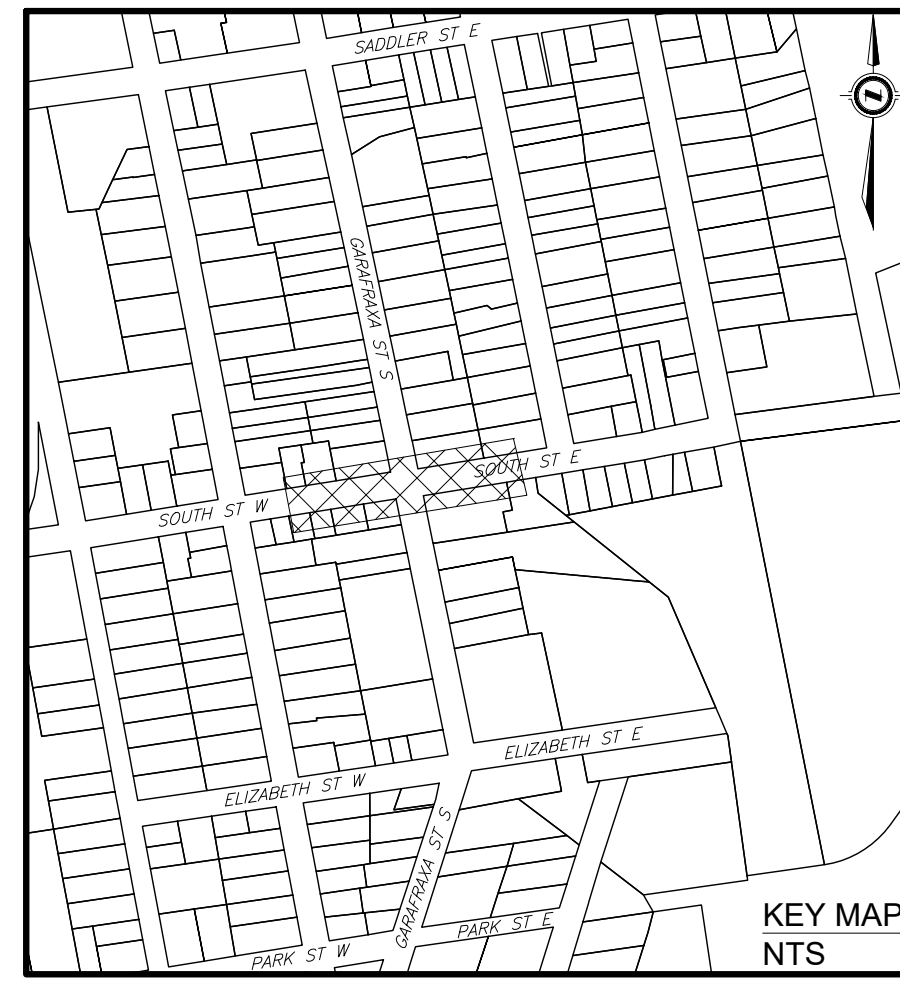 SADDLER ST E
GARAFRAXA ST S
SOUTH ST E
SOUTH ST W
ELIZABETH ST E
ELIZABETH ST W
GARAFRAXA ST S
PARK ST E
PARK ST W
KEY MAP
NTS